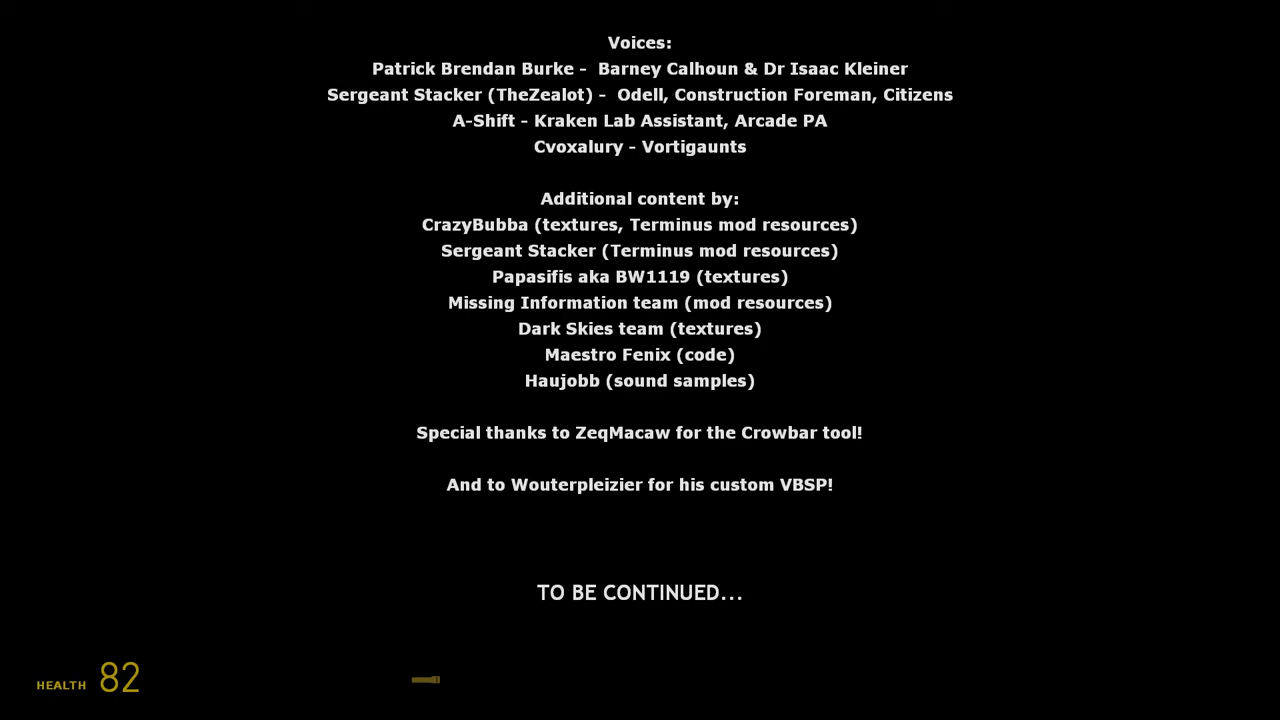 Voices:
Patrick Brendan Burke -  Barney Calhoun & Dr Isaac Kleiner
Sergeant Stacker (TheZealot) -  Odell, Construction Foreman, Citizens
A-Shift - Kraken Lab Assistant, Arcade PA
Cvoxalury - Vortigaunts
Additional content by:
CrazyBubba (textures, Terminus mod resources)
Sergeant Stacker (Terminus mod resources)
Papasifis aka BW1119 (textures)
Missing Information team (mod resources)
Dark Skies team (textures)
Maestro Fenix (code)
Haujobb (sound samples)
Special thanks to ZeqMacaw for the Crowbar tool!
And to Wouterpleizier for his custom VBSP!
TO BE CONTINUED...
HEALTH 82